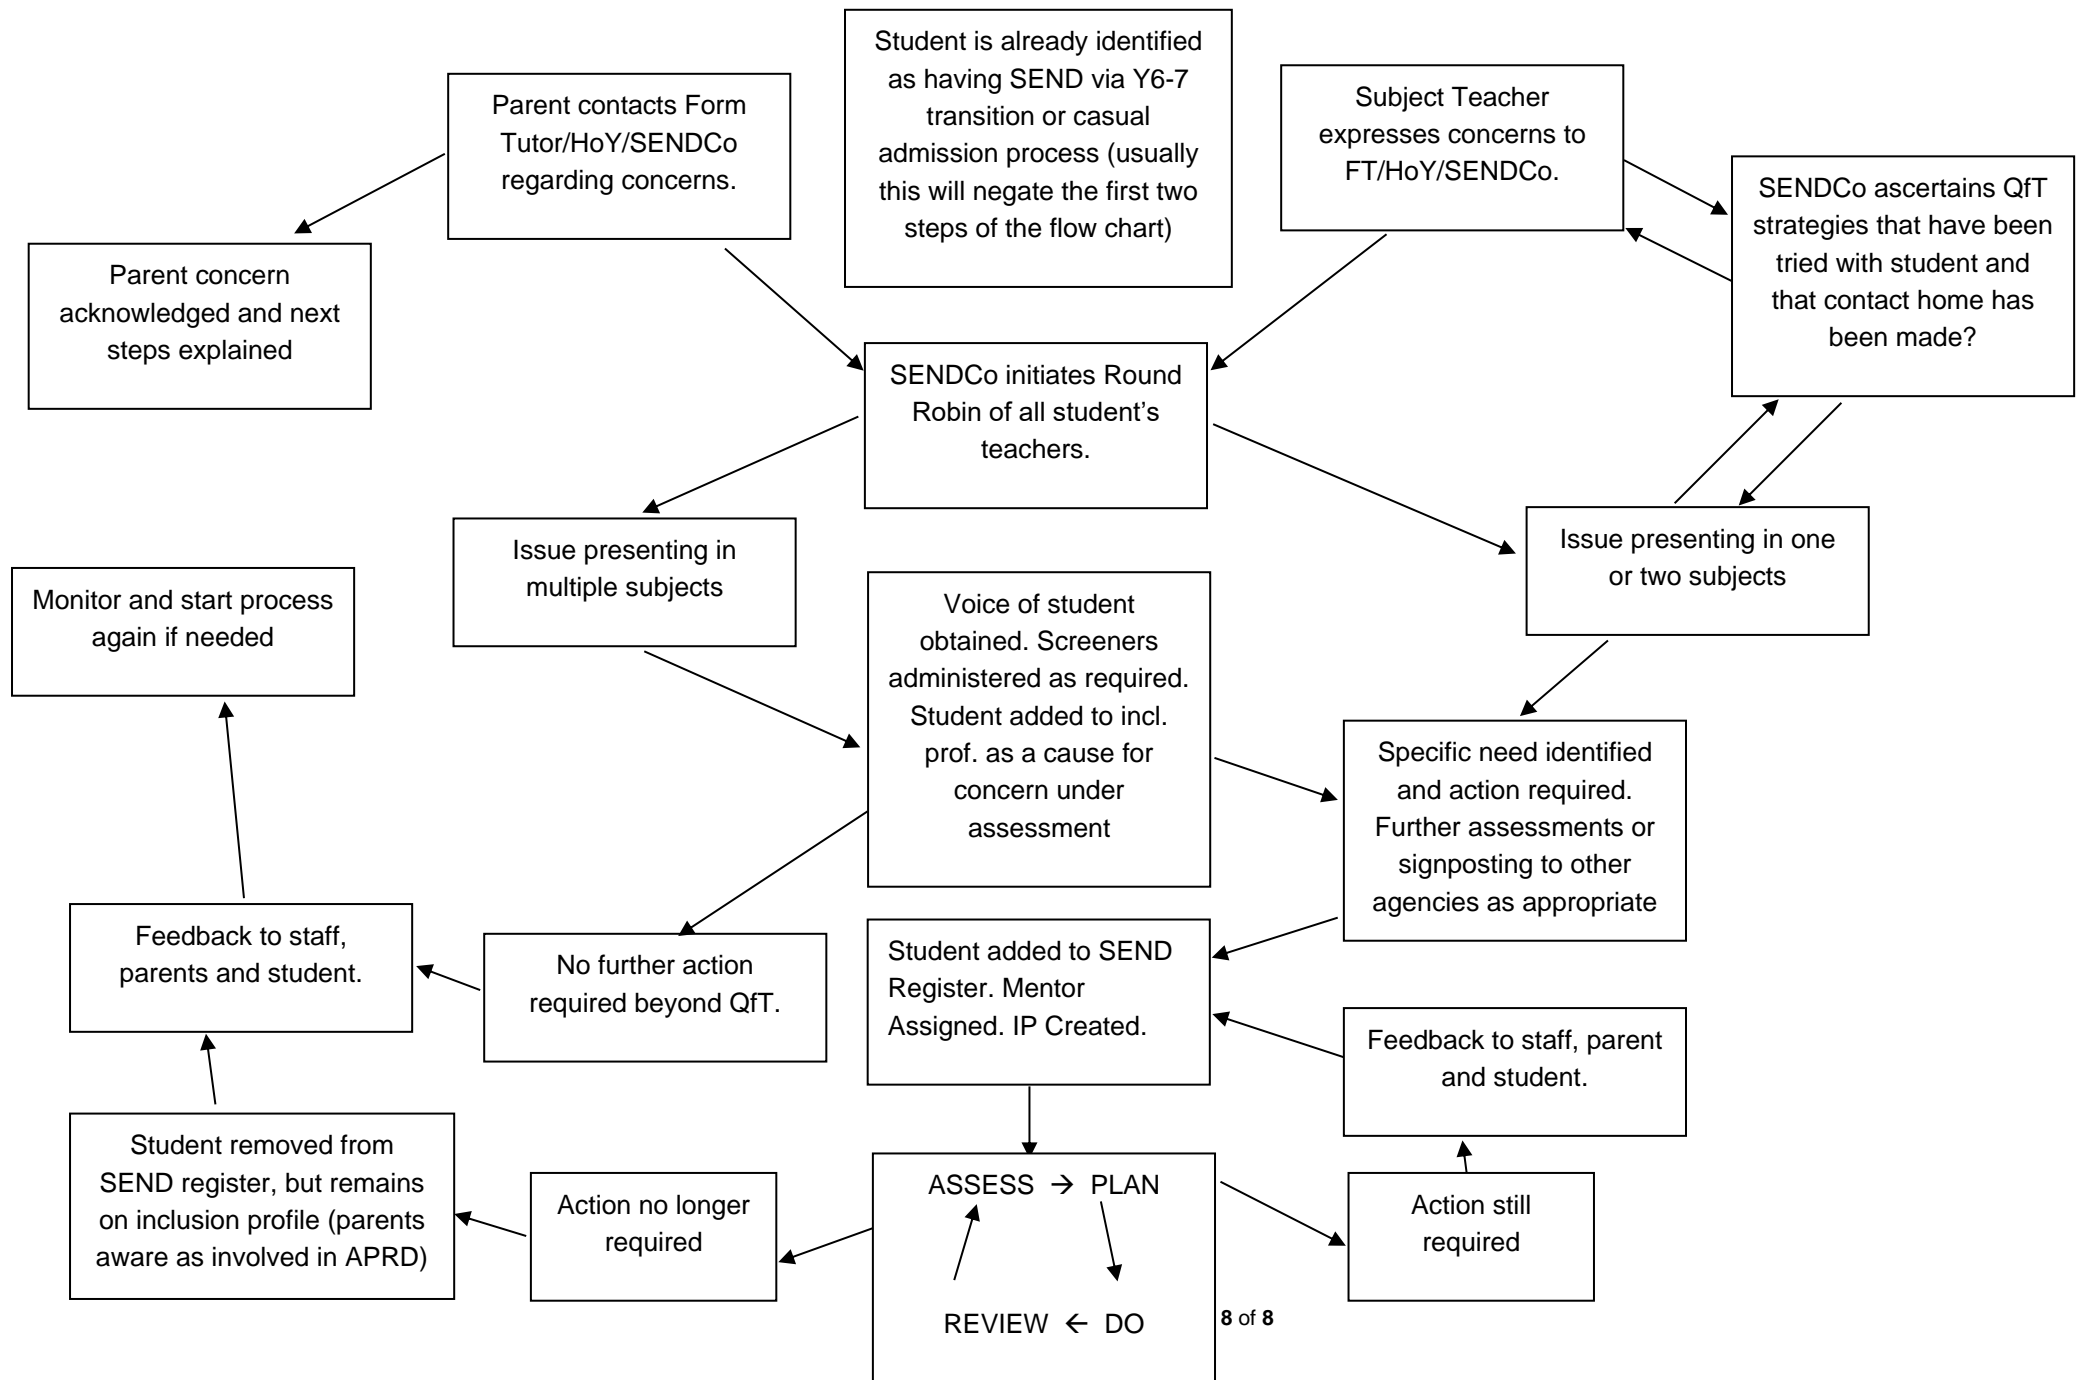 Student is already identified
as having SEND via Y6-7
transition or casual
admission process (usually
this will negate the first two
steps of the flow chart)
Parent contacts Form
Tutor/HoY/SENDCo
regarding concerns.
Subject Teacher
expresses concerns to
FT/HoY/SENDCo.
SENDCo ascertains QfT
strategies that have been
tried with student and
that contact home has
been made?
Parent concern
acknowledged and next
steps explained
SENDCo initiates Round
Robin of all student’s
teachers.
Issue presenting in
multiple subjects
Issue presenting in one
or two subjects
Monitor and start process
again if needed
Voice of student
obtained. Screeners
administered as required.
Student added to incl.
prof. as a cause for
concern under
assessment
Specific need identified
and action required.
Further assessments or
signposting to other
agencies as appropriate
Feedback to staff,
parents and student.
No further action
required beyond QfT.
Student added to SEND
Register. Mentor
Assigned. IP Created.
Feedback to staff, parent
and student.
Student removed from
SEND register, but remains
on inclusion profile (parents
aware as involved in APRD)
Action no longer
required
ASSESS → PLAN
REVIEW ← DO
Action still
required
8 of 8